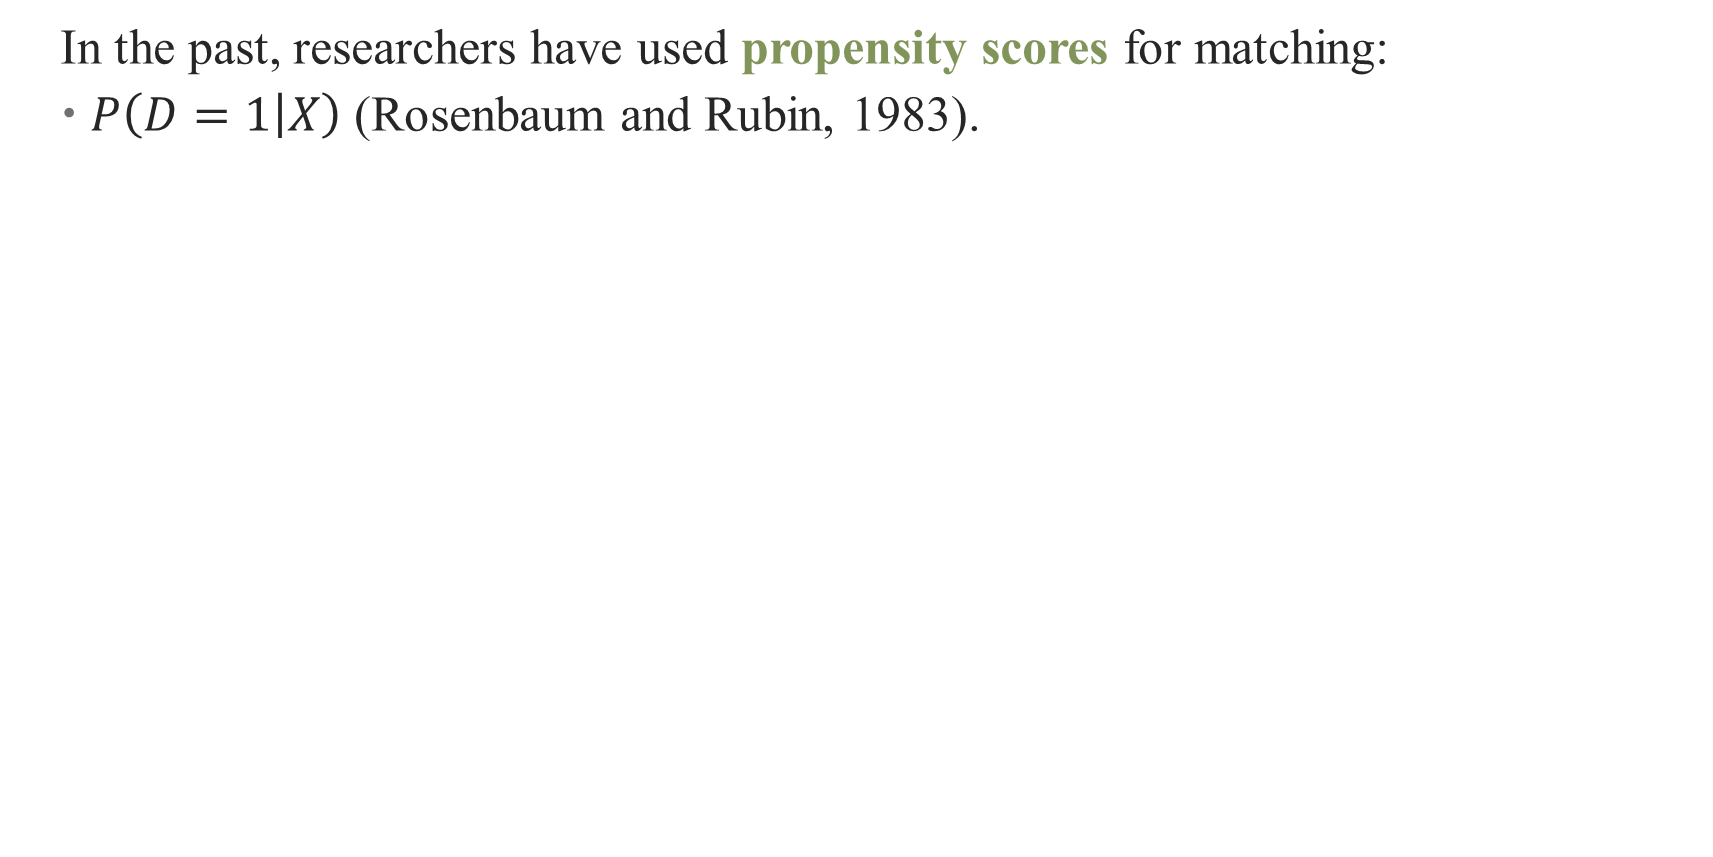 In the past, researchers have used propensity scores for matching:
• P(D = 1|X) (Rosenbaum and Rubin, 1983).